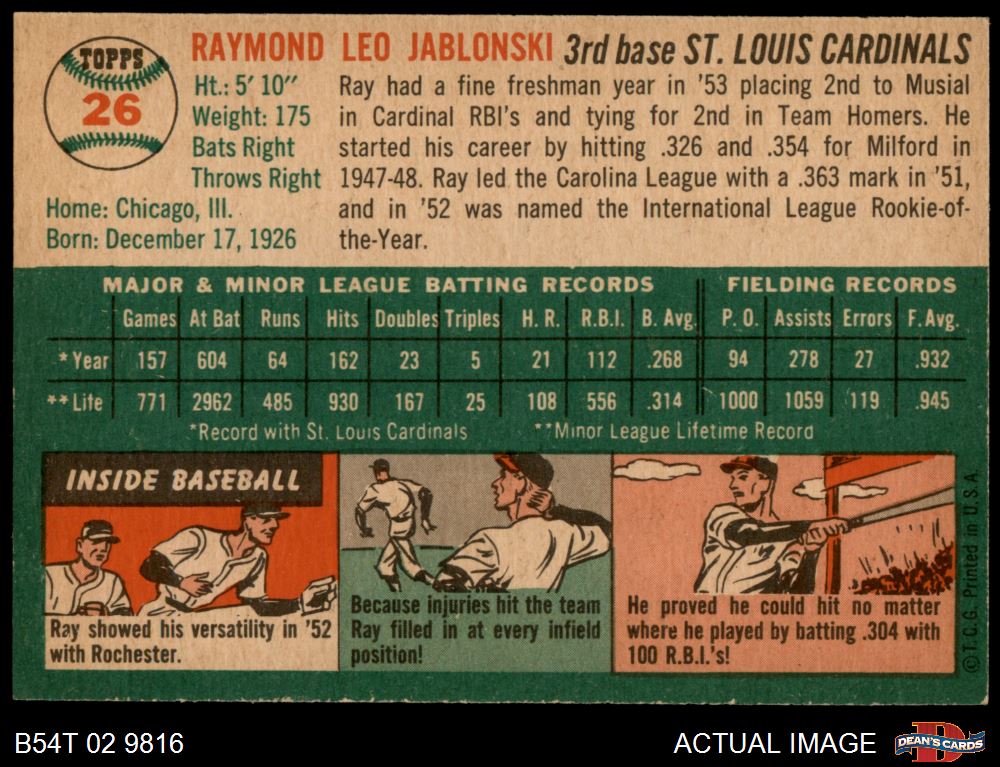 TOPPS
26
RAYMOND LEO JABLONSKI 3rd base ST. LOUIS CARDINALS
Ht.: 5' 10"
Weight: 175
Bats Right
Throws Right
Home: Chicago, Ill.
Born: December 17, 1926
Ray had a fine freshman year in '53 placing 2nd to Musial
in Cardinal RBI's and tying for 2nd in Team Homers. He
started his career by hitting .326 and .354 for Milford in
1947-48. Ray led the Carolina League with a .363 mark in '51,
and in '52 was named the International League Rookie-of-
the-Year.
MAJOR & MINOR LEAGUE BATTING RECORDS FIELDING RECORDS
Games At Bat Runs Hits Doubles Triples H. R. R.B.I. B. Avg. P. O. Assists Errors F. Avg.
* Year 157 604 64 162 23 5 21 112 .268 94 278 27 .932
** Life 771 2962 485 930 167 25 108 556 .314 1000 1059 119 .945
*Record with St. Louis Cardinals **Minor League Lifetime Record
INSIDE BASEBALL
Ray showed his versatility in '52
with Rochester.
Because injuries hit the team
Ray filled in at every infield
position!
He proved he could hit no matter
where he played by batting .304 with
100 R.B.I.'s!
© T. C. G. Printed in U. S. A.
B54T 02 9816
ACTUAL IMAGE
DEAN'S CARDS